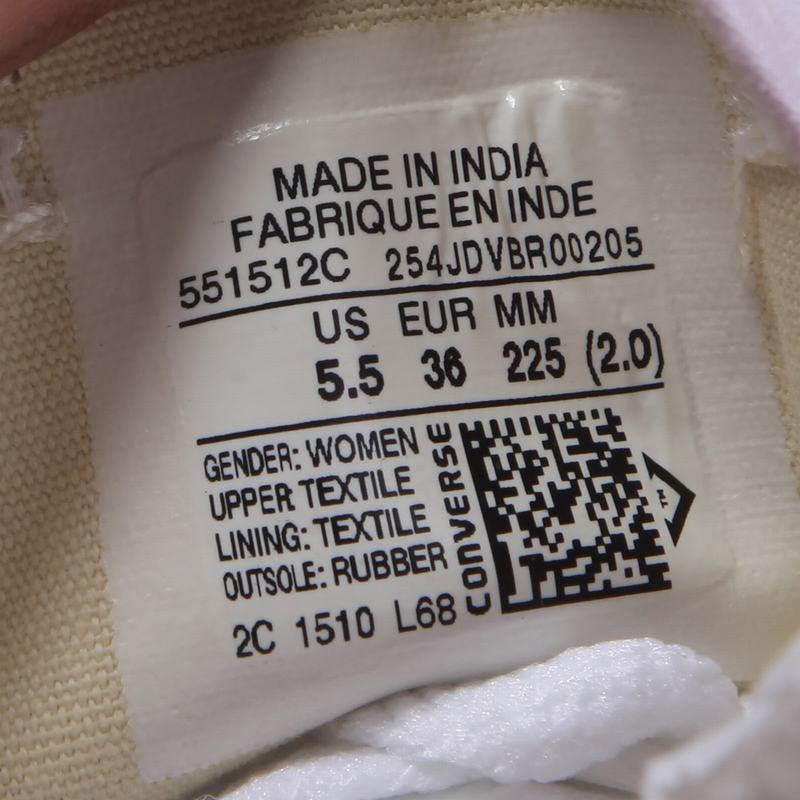 MADE IN INDIA
FABRIQUE EN INDE
551512C 254JDVBR00205
US EUR MM
5.5 36 225 (2.0)
GENDER: WOMEN
UPPER: TEXTILE
LINING: TEXTILE
OUTSOLE: RUBBER
2C 1510 L68
CONVERSE
TM